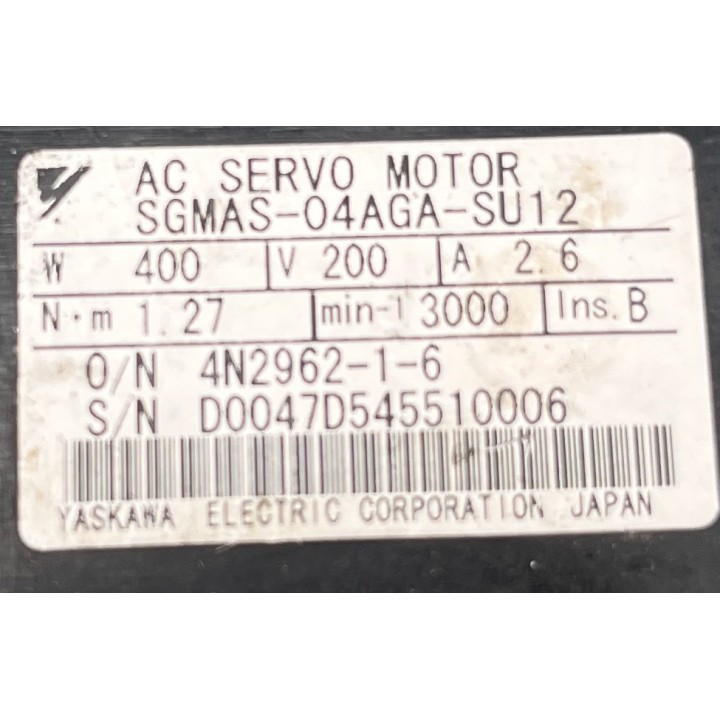 AC SERVO MOTOR
SGMAS-04AGA-SU12
W 400 V 200 A 2.6
N·m 1.27 min-1 3000 Ins. B
O/N 4N2962-1-6
S/N D0047D545510006
YASKAWA ELECTRIC CORPORATION JAPAN